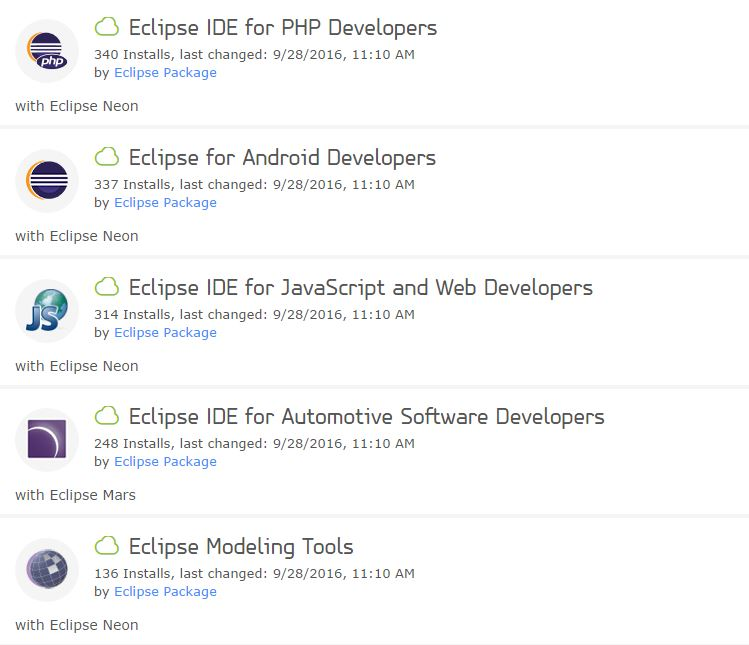 Eclipse IDE for PHP Developers
php
340 Installs, last changed: 9/28/2016, 11:10 AM
by Eclipse Package
with Eclipse Neon
Eclipse for Android Developers
337 Installs, last changed: 9/28/2016, 11:10 AM
by Eclipse Package
with Eclipse Neon
Eclipse IDE for JavaScript and Web Developers
JS
314 Installs, last changed: 9/28/2016, 11:10 AM
by Eclipse Package
with Eclipse Neon
Eclipse IDE for Automotive Software Developers
248 Installs, last changed: 9/28/2016, 11:10 AM
by Eclipse Package
with Eclipse Mars
Eclipse Modeling Tools
136 Installs, last changed: 9/28/2016, 11:10 AM
by Eclipse Package
with Eclipse Neon